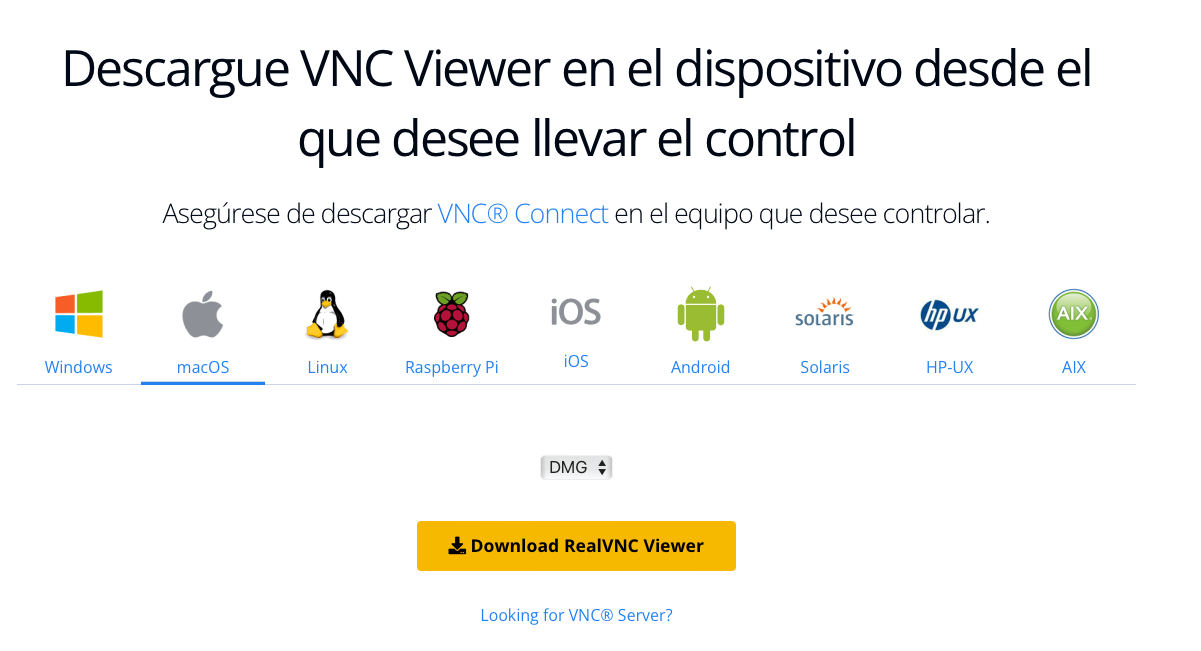 Descargue VNC Viewer en el dispositivo desde el
que desee llevar el control
Asegúrese de descargar VNC® Connect en el equipo que desee controlar.
iOS
solaris
hp UX
AIX
Windows
macOS
Linux
Raspberry Pi
iOS
Android
Solaris
HP-UX
AIX
DMG
Download RealVNC Viewer
Looking for VNC® Server?